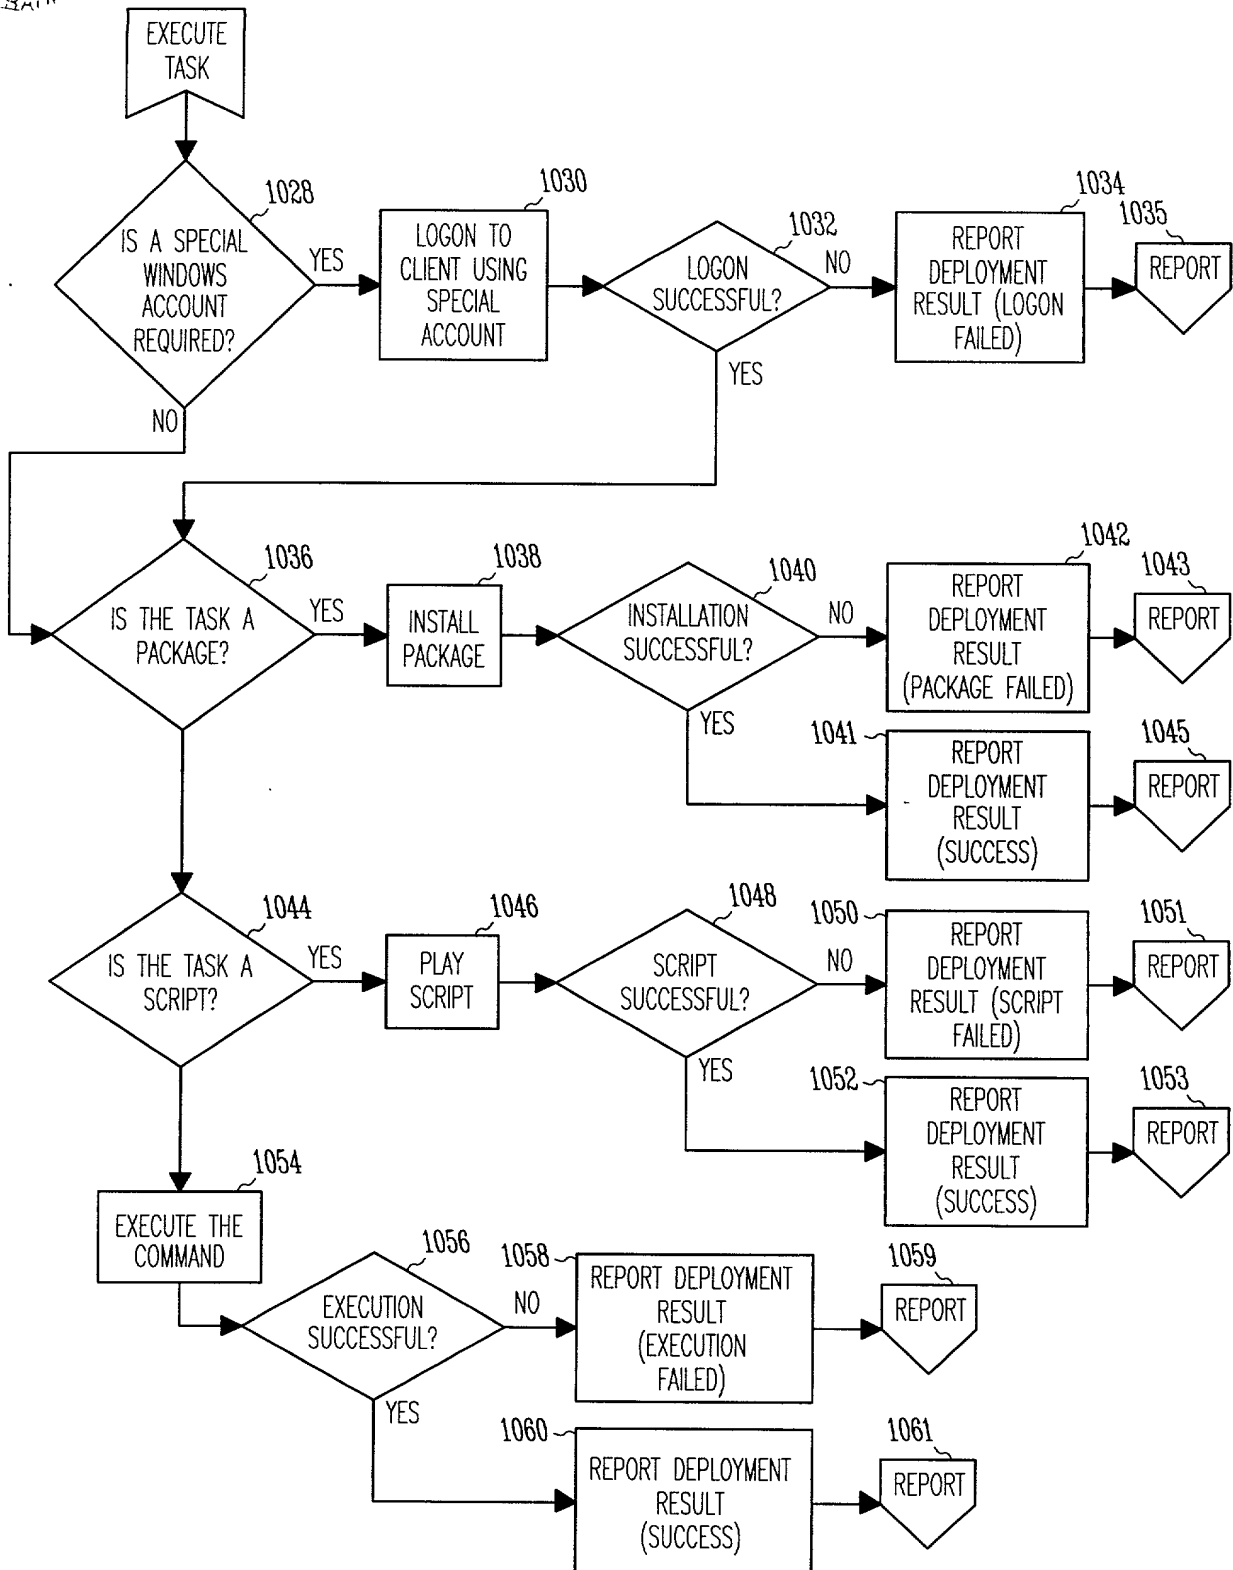 EXECUTE
TASK
1028
IS A SPECIAL
WINDOWS
ACCOUNT
REQUIRED?
YES
NO
1030
LOGON TO
CLIENT USING
SPECIAL
ACCOUNT
1032
LOGON
SUCCESSFUL?
NO
YES
1034
REPORT
DEPLOYMENT
RESULT (LOGON
FAILED)
1035
REPORT
1036
IS THE TASK A
PACKAGE?
YES
1038
INSTALL
PACKAGE
1040
INSTALLATION
SUCCESSFUL?
NO
YES
1042
REPORT
DEPLOYMENT
RESULT
(PACKAGE FAILED)
1043
REPORT
1041
REPORT
DEPLOYMENT
RESULT
(SUCCESS)
1045
REPORT
1044
IS THE TASK A
SCRIPT?
YES
1046
PLAY
SCRIPT
1048
SCRIPT
SUCCESSFUL?
NO
YES
1050
REPORT
DEPLOYMENT
RESULT (SCRIPT
FAILED)
1051
REPORT
1052
REPORT
DEPLOYMENT
RESULT
(SUCCESS)
1053
REPORT
1054
EXECUTE THE
COMMAND
1056
EXECUTION
SUCCESSFUL?
NO
YES
1058
REPORT DEPLOYMENT
RESULT
(EXECUTION
FAILED)
1059
REPORT
1060
REPORT DEPLOYMENT
RESULT
(SUCCESS)
1061
REPORT